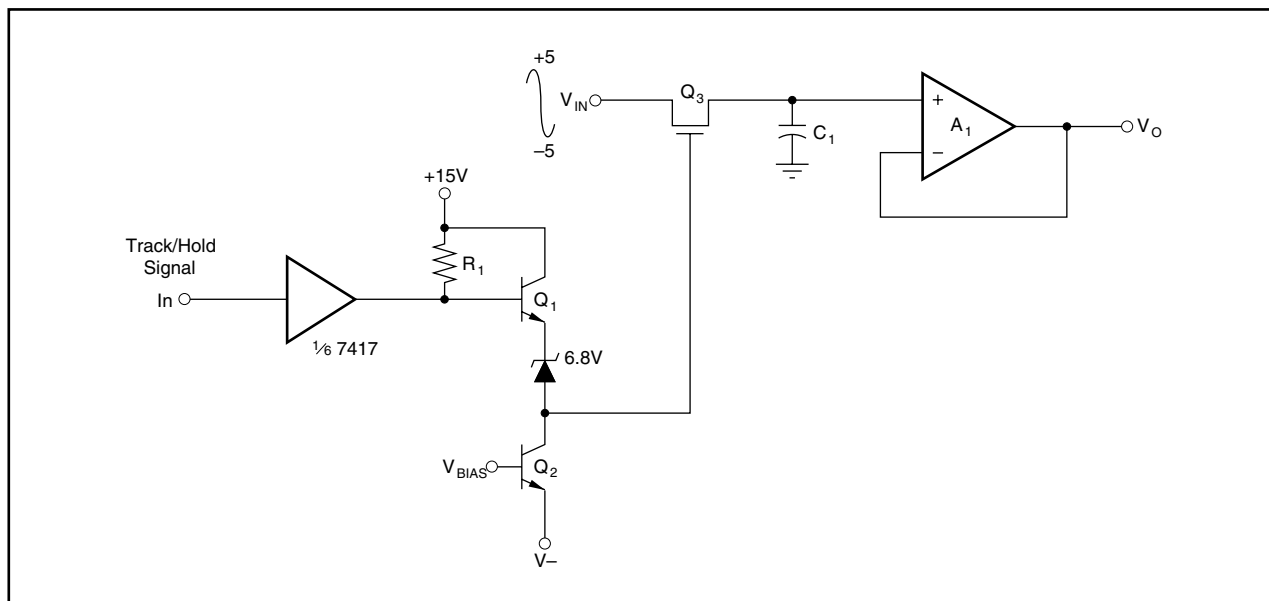 +5
V_IN
–5
Q_3
C_1
+
A_1
–
V_O
+15V
Track/Hold
Signal
In
R_1
Q_1
1/6 7417
6.8V
V_BIAS
Q_2
V–